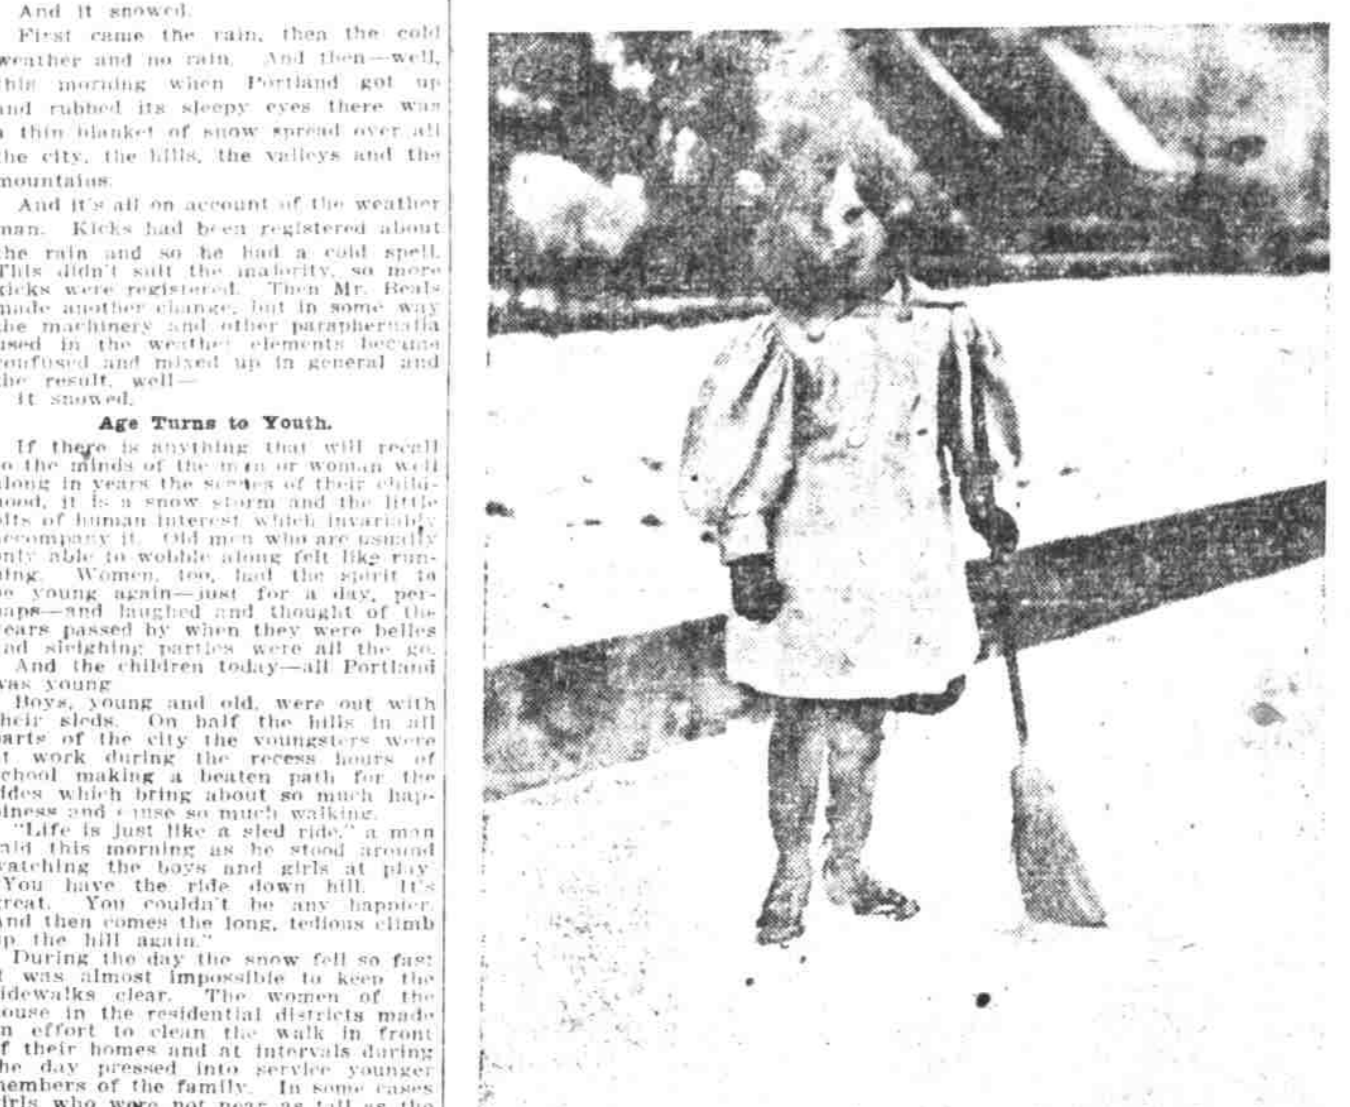 And it snowed.
First came the rain, then the cold
weather and no rain. And then—well,
this morning when Portland got up
and rubbed its sleepy eyes there was
a thin blanket of snow spread over all
the city, the hills, the valleys and the
mountains.
And it's all on account of the weather
man. Kicks had been registered about
the rain and so he had a cold spell.
This didn't suit the majority, so more
kicks were registered. Then Mr. Beals
made another change, but in some way
the machinery and other paraphernalia
used in the weather elements became
confused and mixed up in general and
the result, well—
it snowed.
Age Turns to Youth.
If there is anything that will recall
to the minds of the man or woman well
along in years the scenes of their child-
hood, it is a snow storm and the little
bits of human interest which invariably
accompany it. Old men who are usually
only able to wobble along felt like run-
ning. Women, too, had the spirit to
be young again—just for a day, per-
haps—and laughed and thought of the
years passed by when they were belles
and sleighing parties were all the go.
And the children today—all Portland
was young
Boys, young and old, were out with
their sleds. On half the hills in all
parts of the city the youngsters were
at work during the recess hours of
school making a beaten path for the
rides which bring about so much hap-
piness and cause so much walking.
"Life is just like a sled ride," a man
said this morning as he stood around
watching the boys and girls at play.
"You have the ride down hill. It's
great. You couldn't be any happier.
And then comes the long, tedious climb
up the hill again."
During the day the snow fell so fast
it was almost impossible to keep the
sidewalks clear. The women of the
house in the residential districts made
an effort to clean the walk in front
of their homes and at intervals during
the day pressed into service younger
members of the family. In some cases
girls who were not near as tall as the